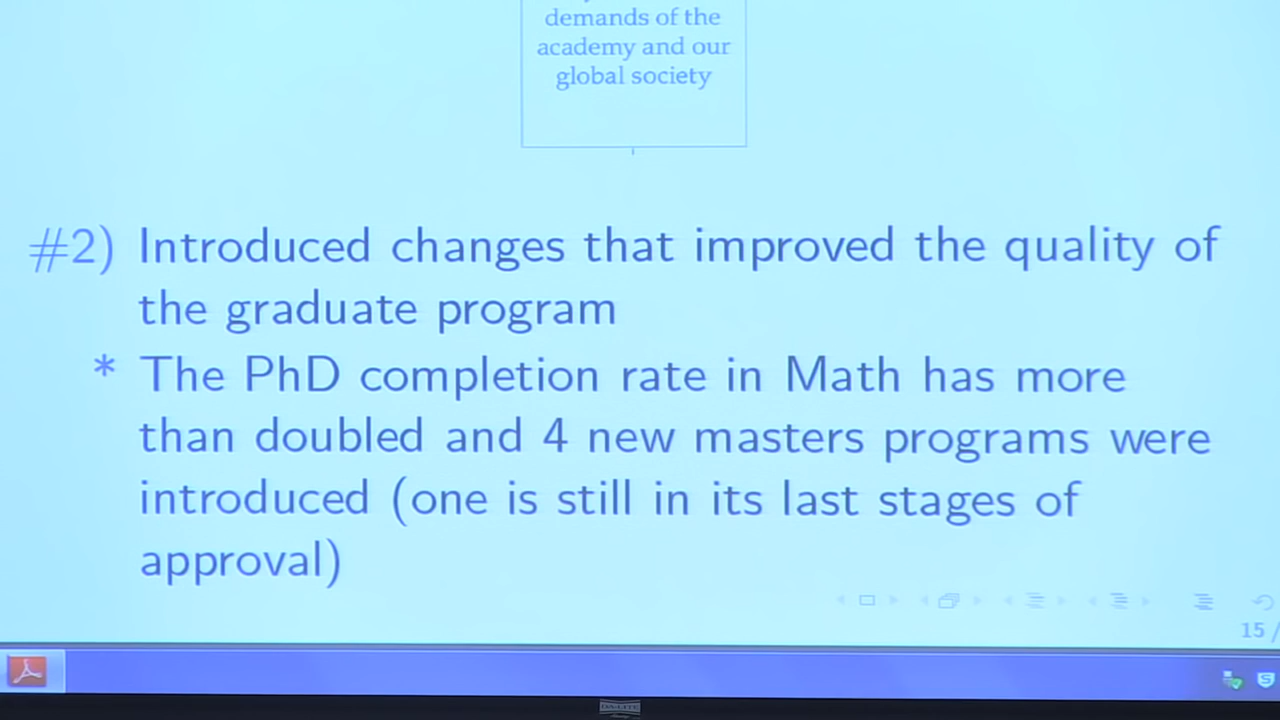 demands of the
academy and our
global society
#2) Introduced changes that improved the quality of
the graduate program
* The PhD completion rate in Math has more
than doubled and 4 new masters programs were
introduced (one is still in its last stages of
approval)
15 /
DA-LITE